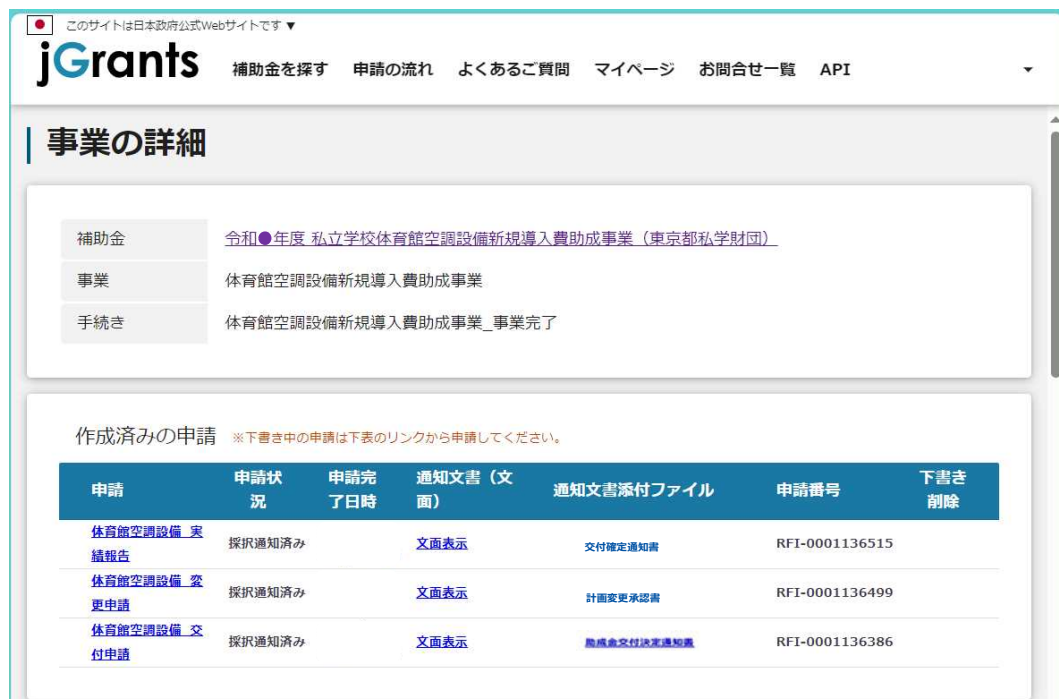 このサイトは日本政府公式Webサイトです ▼
jGrants 補助金を探す 申請の流れ よくあるご質問 マイページ お問合せ一覧 API
事業の詳細
補助金 令和●年度 私立学校体育館空調設備新規導入費助成事業（東京都私学財団）
事業 体育館空調設備新規導入費助成事業
手続き 体育館空調設備新規導入費助成事業_事業完了
作成済みの申請 ※下書き中の申請は下表のリンクから申請してください。
申請 申請状況 申請完了日時 通知文書（文面） 通知文書添付ファイル 申請番号 下書き削除
体育館空調設備_実績報告 採択通知済み 文面表示 交付確定通知書 RFI-0001136515
体育館空調設備_変更申請 採択通知済み 文面表示 計画変更承認書 RFI-0001136499
体育館空調設備_交付申請 採択通知済み 文面表示 助成金交付決定通知書 RFI-0001136386